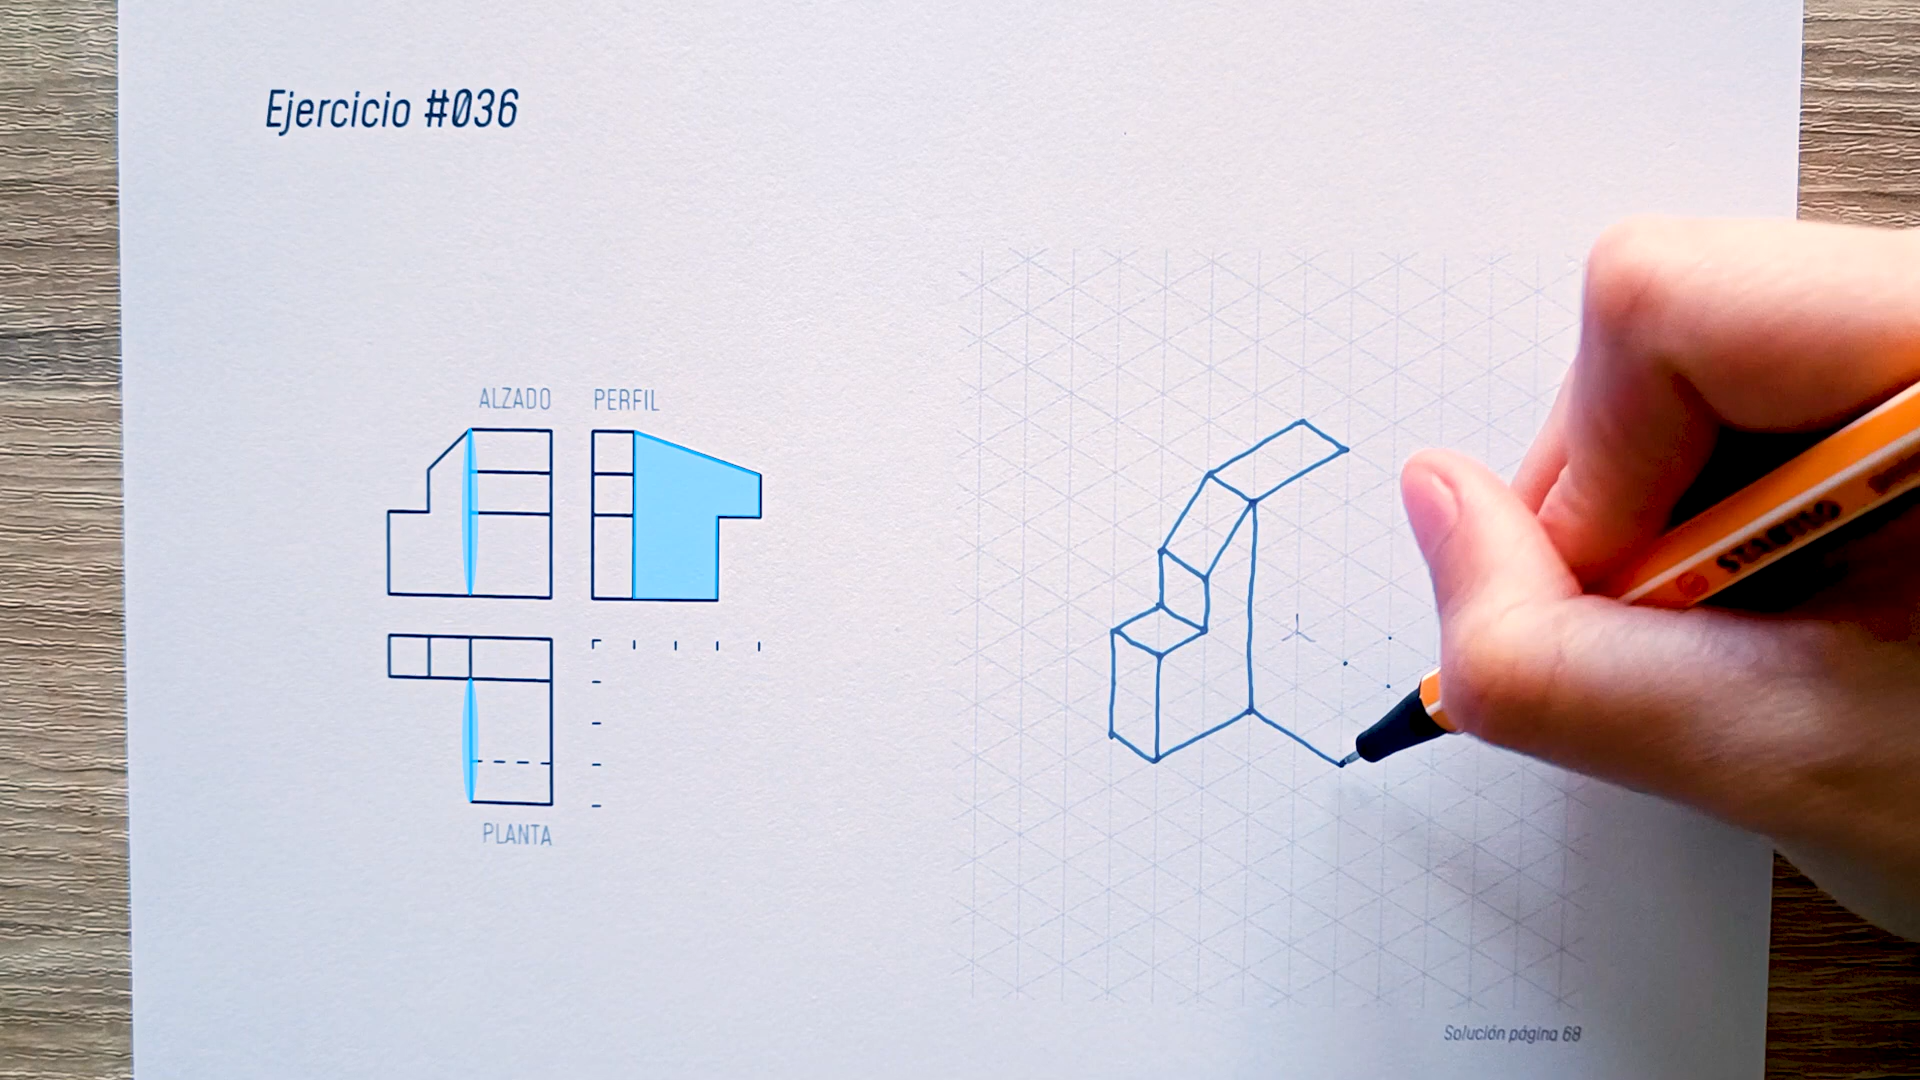 Ejercicio #036
ALZADO
PERFIL
PLANTA
STABILO
Solución página 68